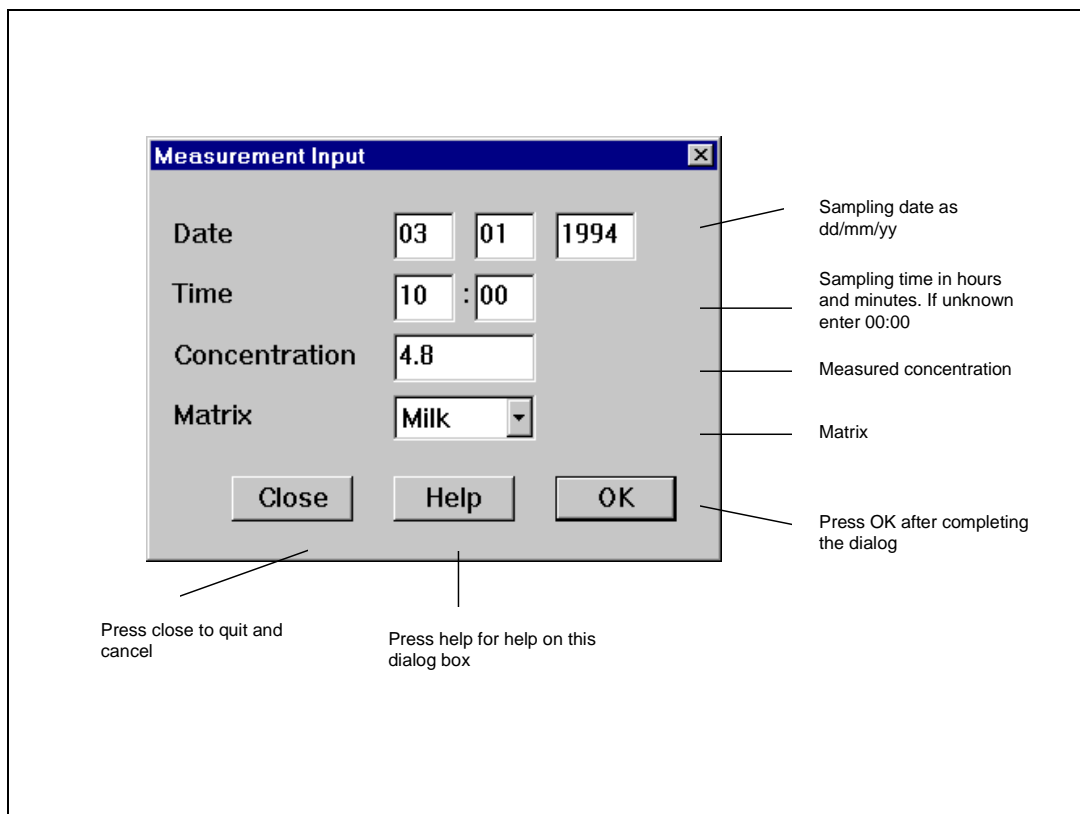 Measurement Input
Date 03 01 1994
Sampling date as
dd/mm/yy
Time 10 : 00
Sampling time in hours
and minutes. If unknown
enter 00:00
Concentration 4.8
Measured concentration
Matrix Milk
Matrix
Close Help OK
Press OK after completing
the dialog
Press close to quit and
cancel
Press help for help on this
dialog box